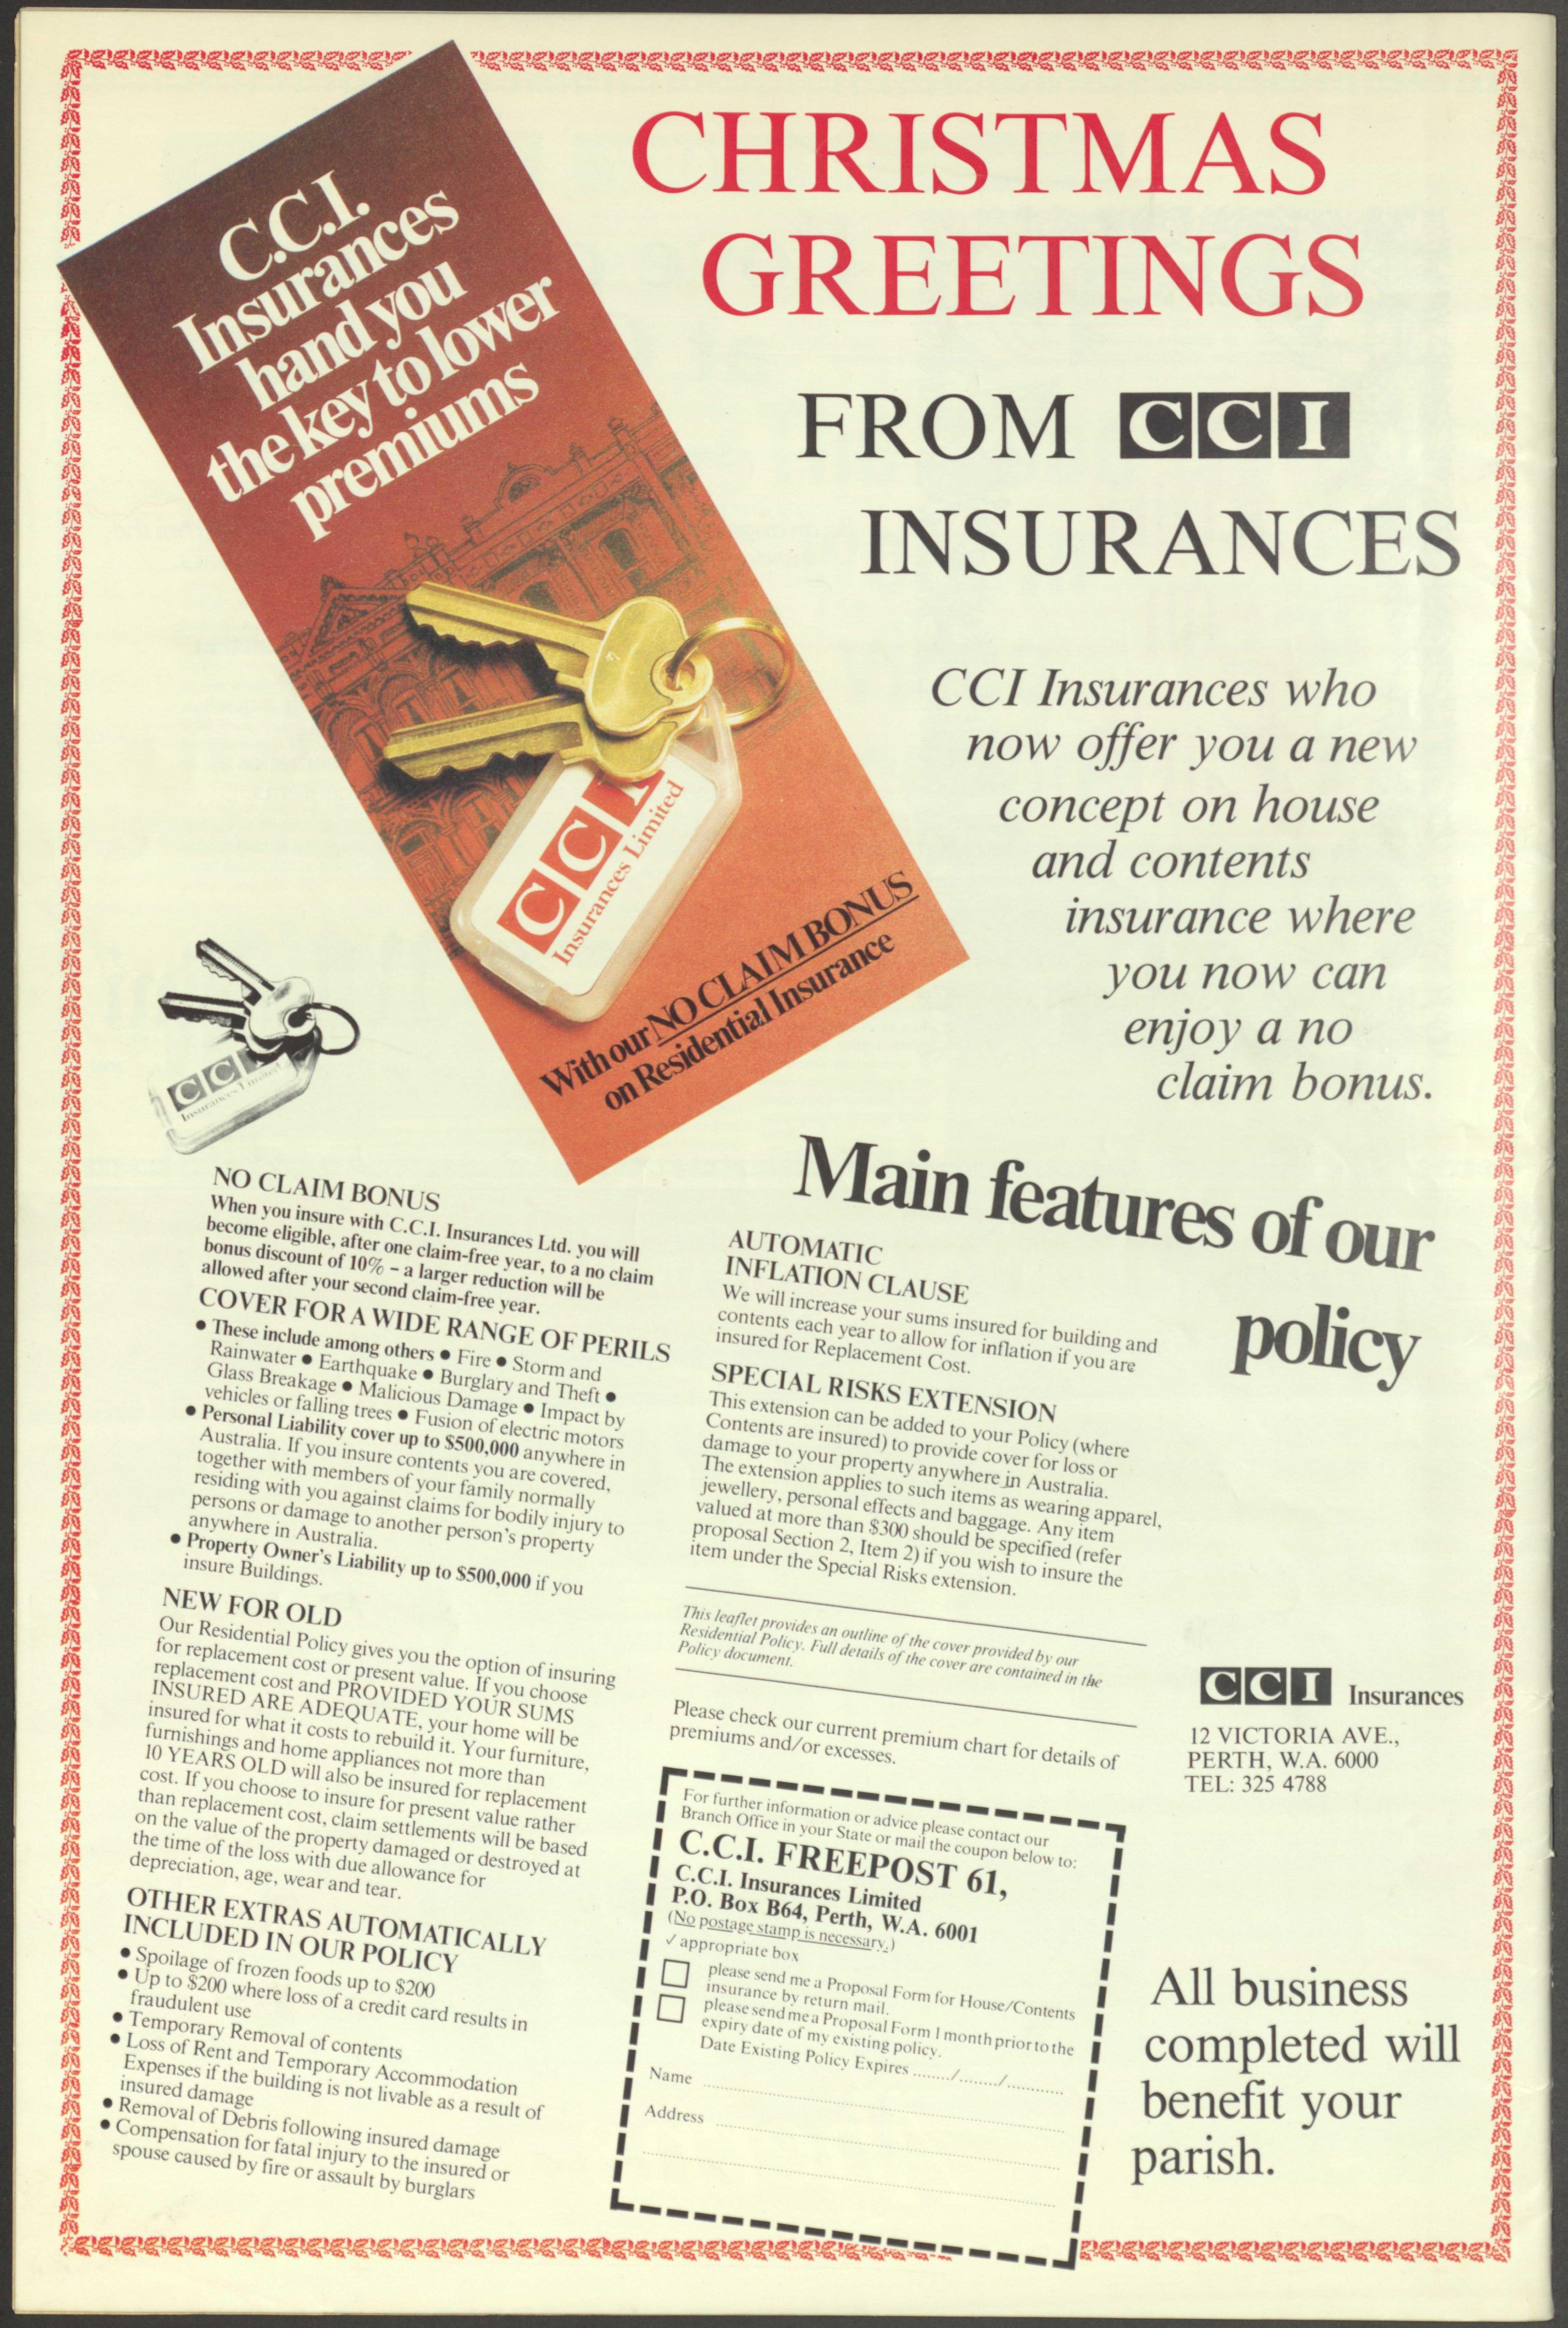 CHRISTMAS
GREETINGS
FROM CCI
INSURANCES
C.C.I.
Insurances
hand you
the key to lower
premiums
CCI
Insurances Limited
With our NO CLAIM BONUS
on Residential Insurance
CCI Insurances who
now offer you a new
concept on house
and contents
insurance where
you now can
enjoy a no
claim bonus.
CCI
Insurances Limited
Main features of our
policy
NO CLAIM BONUS
When you insure with C.C.I. Insurances Ltd. you will
become eligible, after one claim-free year, to a no claim
bonus discount of 10% – a larger reduction will be
allowed after your second claim-free year.
COVER FOR A WIDE RANGE OF PERILS
● These include among others ● Fire ● Storm and
Rainwater ● Earthquake ● Burglary and Theft ●
Glass Breakage ● Malicious Damage ● Impact by
vehicles or falling trees ● Fusion of electric motors
● Personal Liability cover up to $500,000 anywhere in
Australia. If you insure contents you are covered,
together with members of your family normally
residing with you against claims for bodily injury to
persons or damage to another person's property
anywhere in Australia.
● Property Owner's Liability up to $500,000 if you
insure Buildings.
NEW FOR OLD
Our Residential Policy gives you the option of insuring
for replacement cost or present value. If you choose
replacement cost and PROVIDED YOUR SUMS
INSURED ARE ADEQUATE, your home will be
insured for what it costs to rebuild it. Your furniture,
furnishings and home appliances not more than
10 YEARS OLD will also be insured for replacement
cost. If you choose to insure for present value rather
than replacement cost, claim settlements will be based
on the value of the property damaged or destroyed at
the time of the loss with due allowance for
depreciation, age, wear and tear.
OTHER EXTRAS AUTOMATICALLY
INCLUDED IN OUR POLICY
● Spoilage of frozen foods up to $200
● Up to $200 where loss of a credit card results in
fraudulent use
● Temporary Removal of contents
● Loss of Rent and Temporary Accommodation
Expenses if the building is not livable as a result of
insured damage
● Removal of Debris following insured damage
● Compensation for fatal injury to the insured or
spouse caused by fire or assault by burglars
AUTOMATIC
INFLATION CLAUSE
We will increase your sums insured for building and
contents each year to allow for inflation if you are
insured for Replacement Cost.
SPECIAL RISKS EXTENSION
This extension can be added to your Policy (where
Contents are insured) to provide cover for loss or
damage to your property anywhere in Australia.
The extension applies to such items as wearing apparel,
jewellery, personal effects and baggage. Any item
valued at more than $300 should be specified (refer
proposal Section 2, Item 2) if you wish to insure the
item under the Special Risks extension.
This leaflet provides an outline of the cover provided by our
Residential Policy. Full details of the cover are contained in the
Policy document.
Please check our current premium chart for details of
premiums and/or excesses.
For further information or advice please contact our
Branch Office in your State or mail the coupon below to:
C.C.I. FREEPOST 61,
C.C.I. Insurances Limited
P.O. Box B64, Perth, W.A. 6001
(No postage stamp is necessary.)
✓ appropriate box
please send me a Proposal Form for House/Contents
insurance by return mail.
please send me a Proposal Form 1 month prior to the
expiry date of my existing policy.
Date Existing Policy Expires ......../......../............
Name
Address
CCI Insurances
12 VICTORIA AVE.,
PERTH, W.A. 6000
TEL: 325 4788
All business
completed will
benefit your
parish.